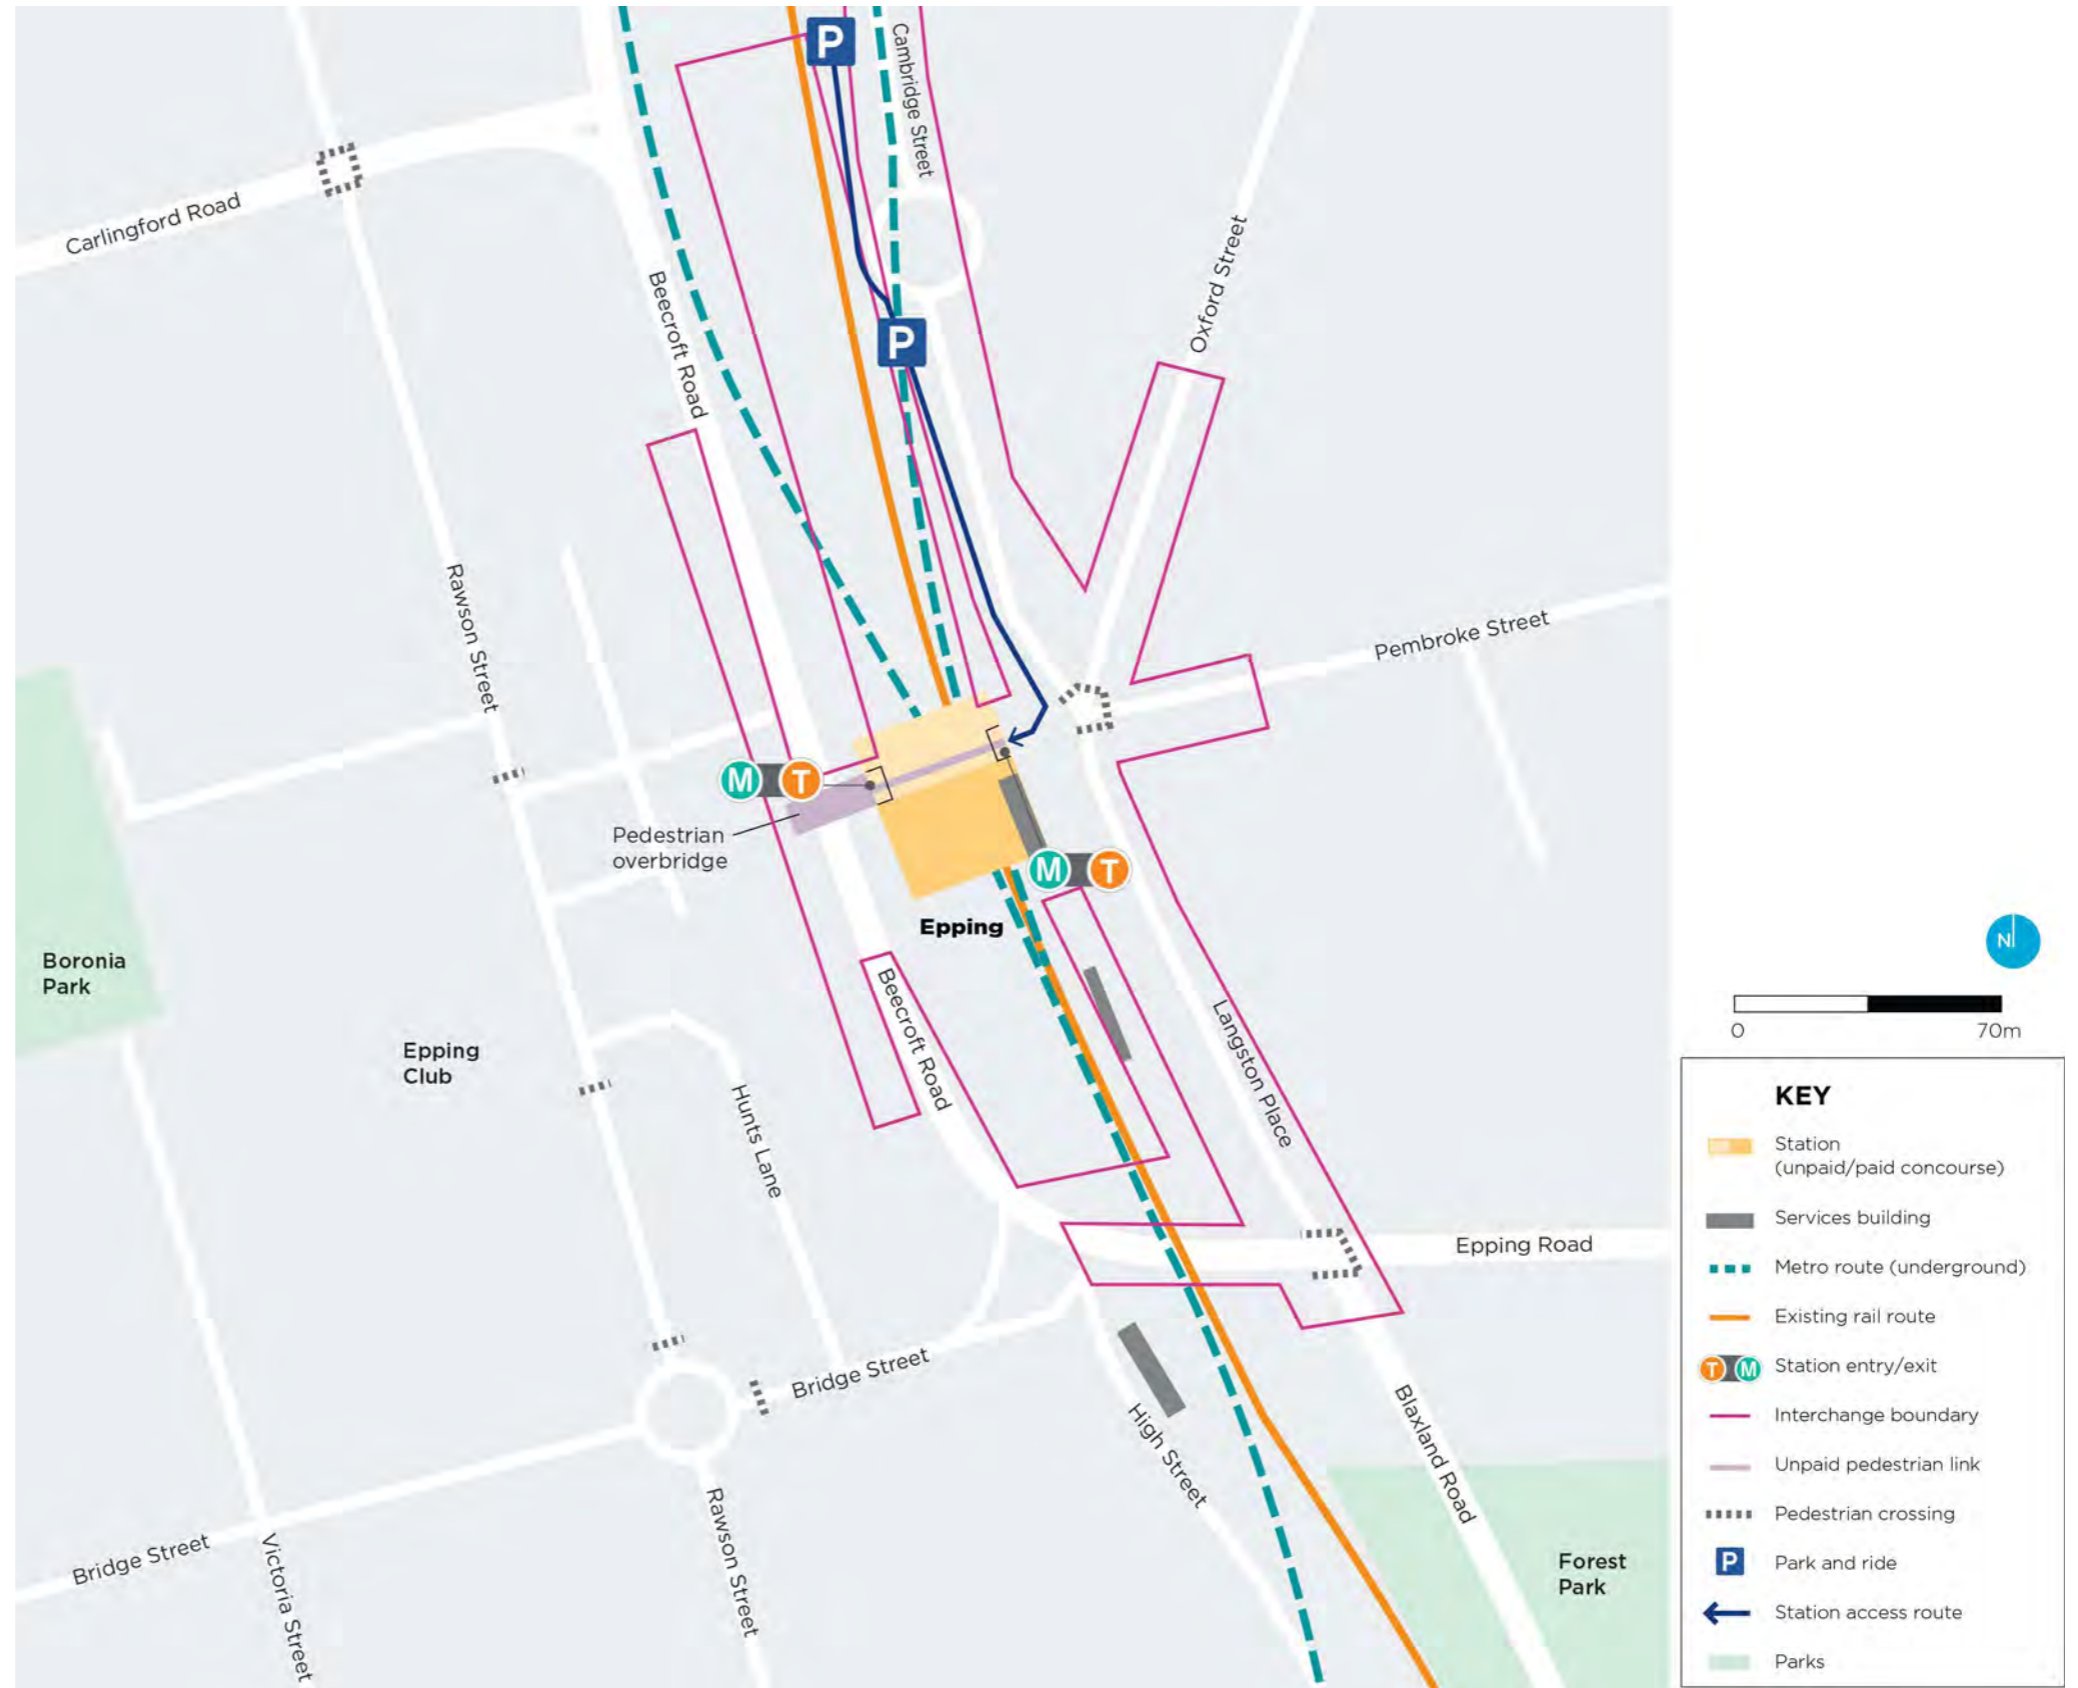 P
Cambridge Street
Carlingford Road
Oxford Street
Beecroft Road
P
Rawson Street
Pembroke Street
M T
Pedestrian
overbridge
M T
Epping
Boronia
Park
Beecroft Road
N
Langston Place
0 70m
Epping
Club
Hunts Lane
Epping Road
Bridge Street
High Street
Blaxland Road
Rawson Street
Bridge Street
Victoria Street
Forest
Park
KEY
Station
(unpaid/paid concourse)
Services building
Metro route (underground)
Existing rail route
T M Station entry/exit
Interchange boundary
Unpaid pedestrian link
Pedestrian crossing
P Park and ride
Station access route
Parks